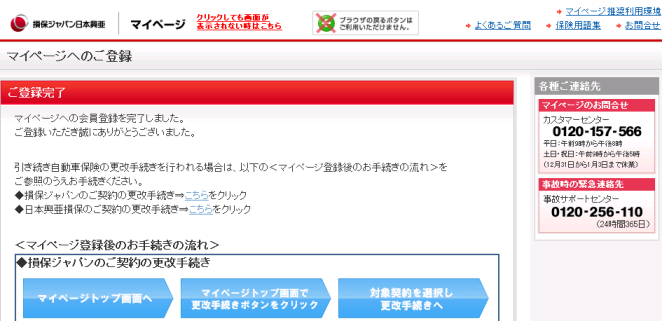 損保ジャパン日本興亜
マイページ
クリックしても画面が
表示されない時はこちら
ブラウザの戻るボタンは
ご利用いただけません。
マイページ推奨利用環境
よくあるご質問
保険用語集
お問合せ
マイページへのご登録
ご登録完了
マイページへの会員登録を完了しました。
ご登録いただき誠にありがとうございました。
引き続き自動車保険の更改手続きを行われる場合は、以下の<マイページ登録後のお手続きの流れ>を
ご参照のうえお手続きください。
◆損保ジャパンのご契約の更改手続き⇒こちらをクリック
◆日本興亜損保のご契約の更改手続き⇒こちらをクリック
<マイページ登録後のお手続きの流れ>
◆損保ジャパンのご契約の更改手続き
マイページトップ画面へ
マイページトップ画面で
更改手続きボタンをクリック
対象契約を選択し
更改手続きへ
各種ご連絡先
マイページのお問合せ
カスタマーセンター
0120-157-566
平日:午前9時から午後8時
土日・祝日:午前9時から午後5時
(12月31日から1月3日まで休業)
事故時の緊急連絡先
事故サポートセンター
0120-256-110
(24時間365日)